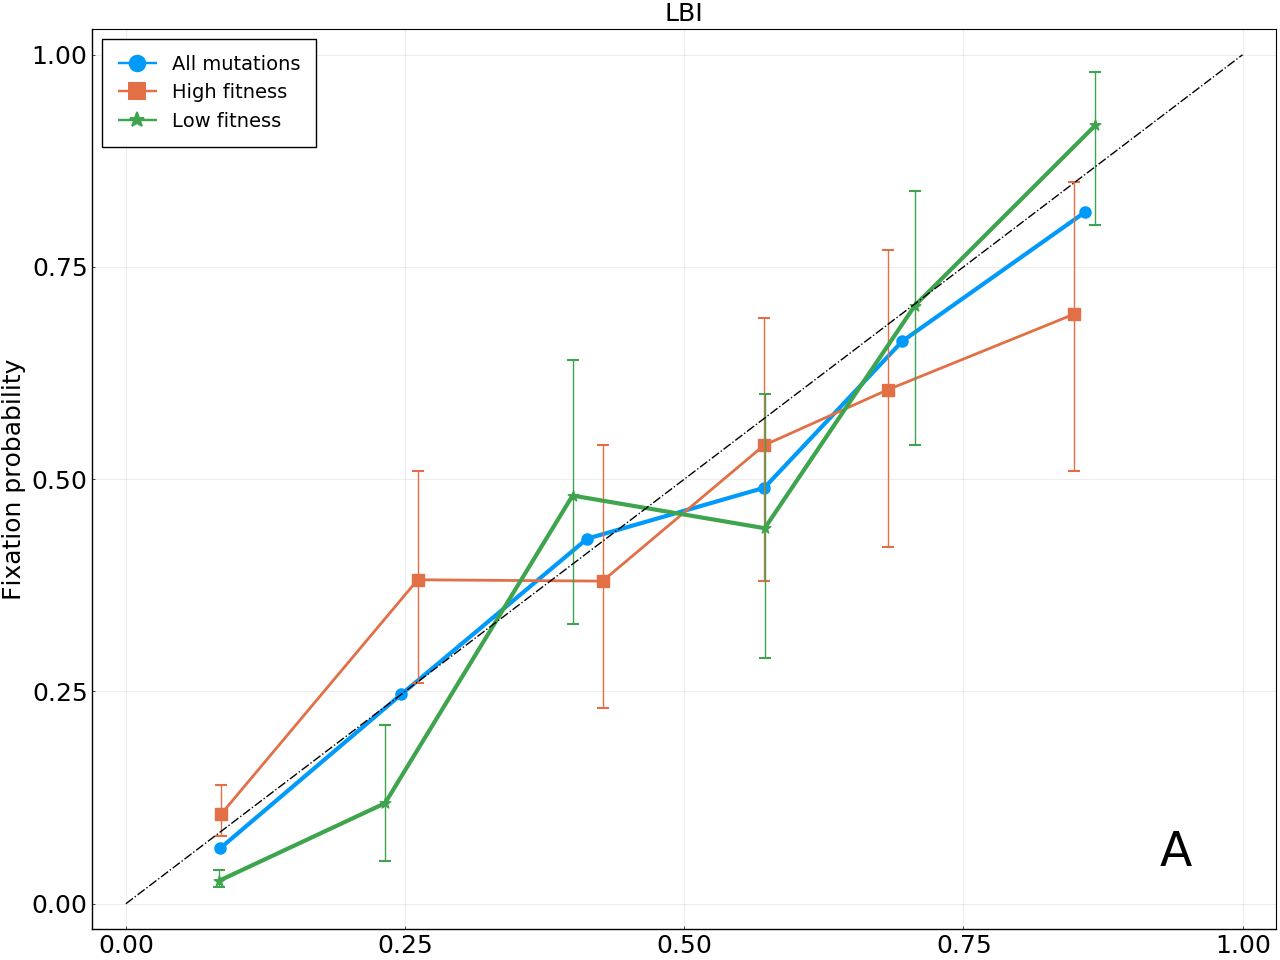 LBI
All mutations
High fitness
Low fitness
Fixation probability
1.00
0.75
0.50
0.25
0.00
A
0.00 0.25 0.50 0.75 1.00